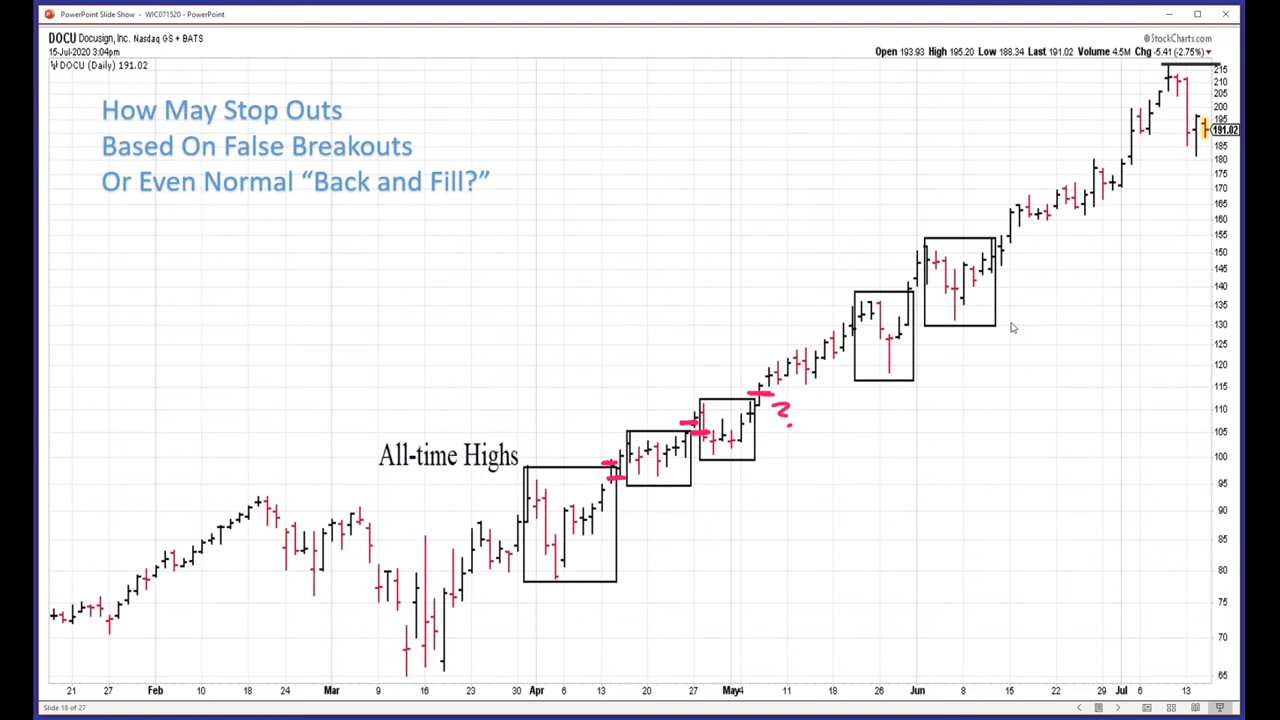 PowerPoint Slide Show - WIC071520 - PowerPoint
DOCU Docusign, Inc. Nasdaq GS + BATS
© StockCharts.com
15-Jul-2020 3:04pm
Open 193.93 High 195.20 Low 188.34 Last 191.02 Volume 4.5M Chg -5.41 (-2.75%)
DOCU (Daily) 191.02
How May Stop Outs
Based On False Breakouts
Or Even Normal “Back and Fill?”
All-time Highs
?
215
210
205
200
195
191.02
185
180
175
170
165
160
155
150
145
140
135
130
125
120
115
110
105
100
95
90
85
80
75
70
65
21 27 Feb 10 18 24 Mar 9 16 23 30 Apr 6 13 20 27 May4 11 18 26 Jun 8 15 22 29 Jul 6 13
Slide 18 of 27